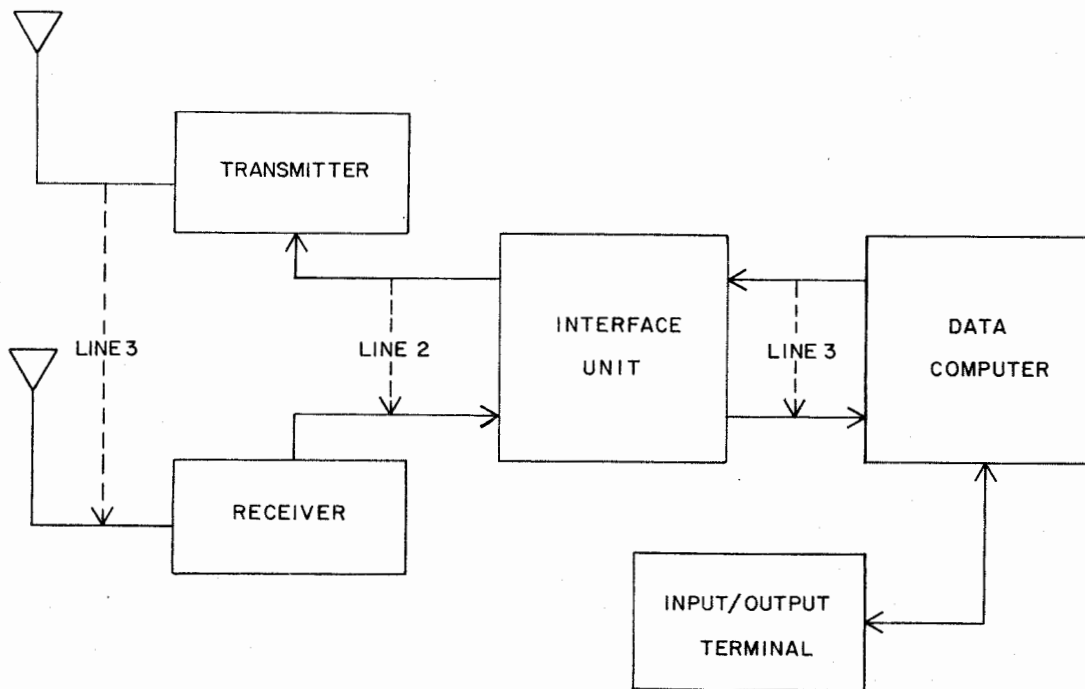 TRANSMITTER
INTERFACE
UNIT
DATA
COMPUTER
LINE 3
LINE 2
LINE 3
RECEIVER
INPUT/OUTPUT
TERMINAL